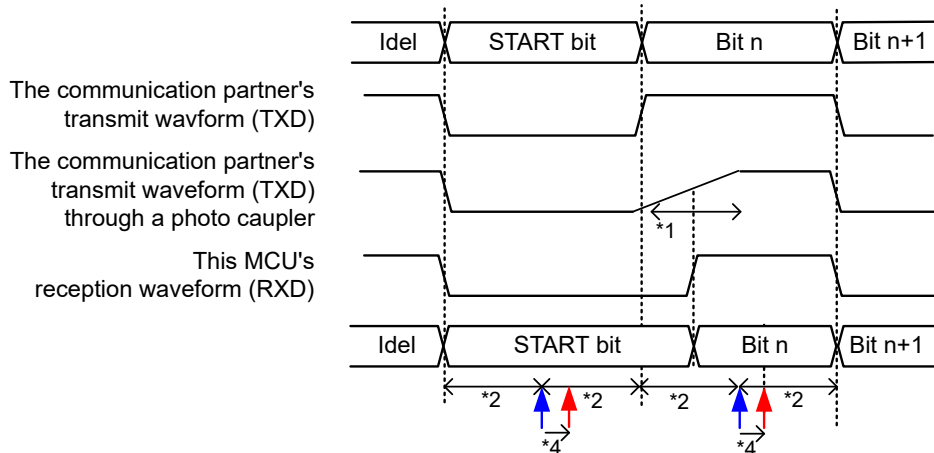 Idel START bit Bit n Bit n+1
The communication partner's
transmit wavform (TXD)
The communication partner's
transmit waveform (TXD)
through a photo caupler
*1
This MCU's
reception waveform (RXD)
Idel START bit Bit n Bit n+1
*2 *2 *2 *2
*4 *4